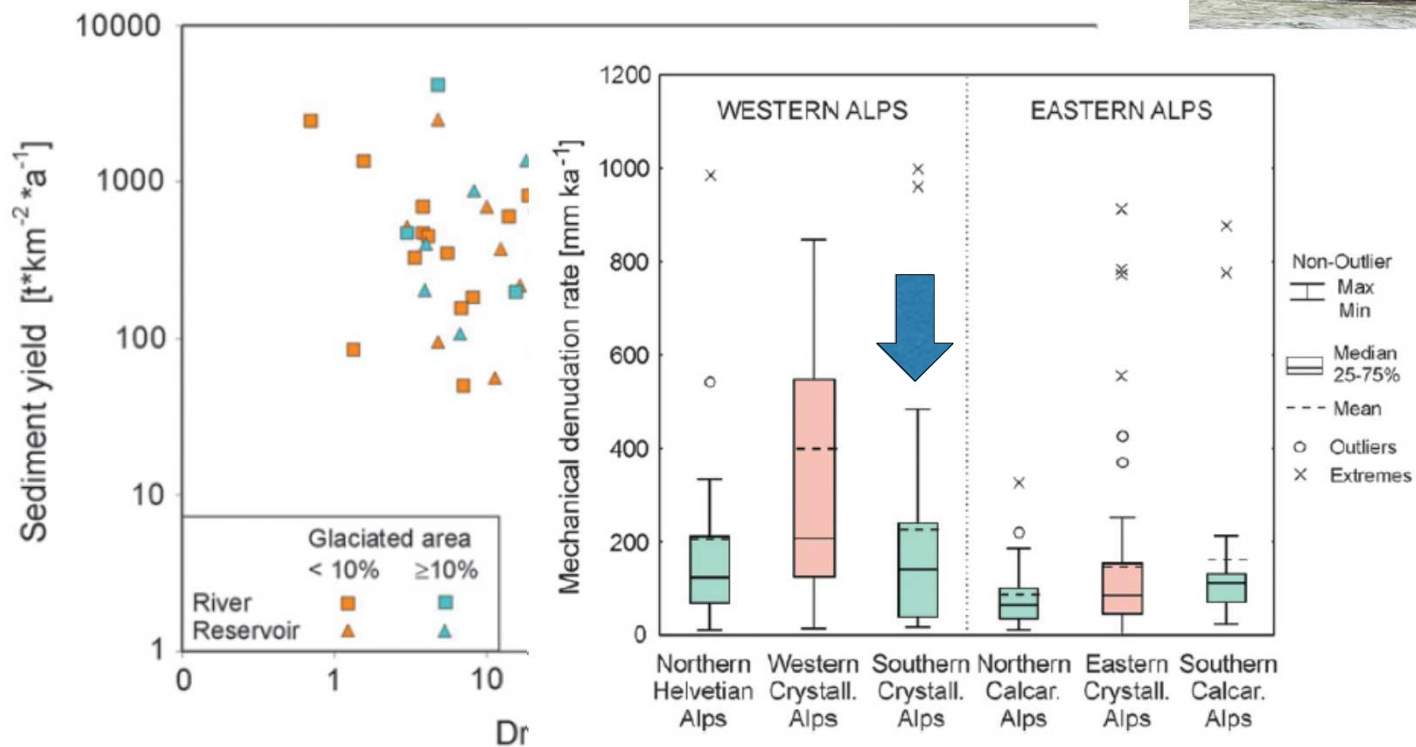 10000
1000
100
10
1
0
1
10
Sediment yield [t*km⁻²*a⁻¹]
Dr
Glaciated area
< 10% ≥10%
River
Reservoir
1200
1000
800
600
400
200
0
Mechanical denudation rate [mm ka⁻¹]
WESTERN ALPS
EASTERN ALPS
Northern
Helvetian
Alps
Western
Crystall.
Alps
Southern
Crystall.
Alps
Northern
Calcar.
Alps
Eastern
Crystall.
Alps
Southern
Calcar.
Alps
Non-Outlier
Max
Min
Median
25-75%
Mean
Outliers
Extremes